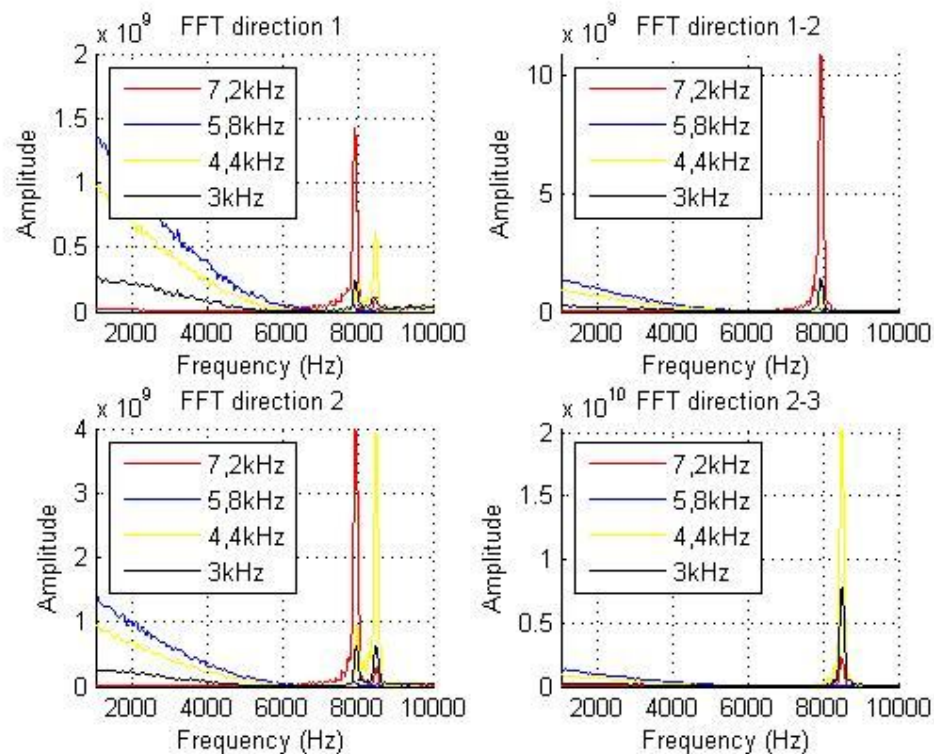 x 10^9 FFT direction 1
2
1.5
1
0.5
0
Amplitude
7,2kHz
5,8kHz
4,4kHz
3kHz
2000 4000 6000 8000 10000
Frequency (Hz)
x 10^9 FFT direction 1-2
10
5
0
Amplitude
7,2kHz
5,8kHz
4,4kHz
3kHz
2000 4000 6000 8000 10000
Frequency (Hz)
x 10^9 FFT direction 2
4
3
2
1
0
Amplitude
7,2kHz
5,8kHz
4,4kHz
3kHz
2000 4000 6000 8000 10000
Frequency (Hz)
x 10^10 FFT direction 2-3
2
1.5
1
0.5
0
Amplitude
7,2kHz
5,8kHz
4,4kHz
3kHz
2000 4000 6000 8000 10000
Frequency (Hz)